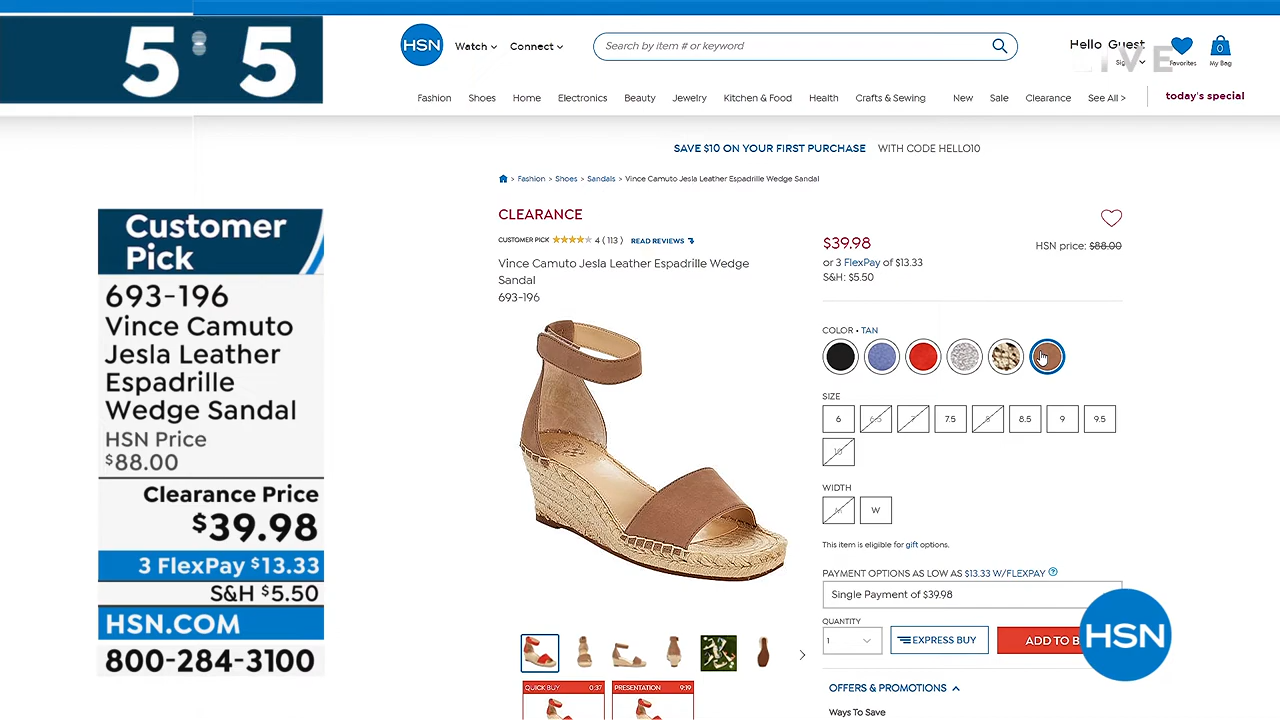 5 5
HSN
Watch
Connect
Search by item # or keyword
Hello Guest
LIVE
Favorites
0
My Bag
Fashion Shoes Home Electronics Beauty Jewelry Kitchen & Food Health Crafts & Sewing New Sale Clearance See All > today's special
SAVE $10 ON YOUR FIRST PURCHASE WITH CODE HELLO10
> Fashion > Shoes > Sandals > Vince Camuto Jesla Leather Espadrille Wedge Sandal
Customer
Pick
693-196
Vince Camuto
Jesla Leather
Espadrille
Wedge Sandal
HSN Price
$88.00
Clearance Price
$39.98
3 FlexPay $13.33
S&H $5.50
HSN.COM
800-284-3100
CLEARANCE
CUSTOMER PICK 4 ( 113 ) READ REVIEWS
Vince Camuto Jesla Leather Espadrille Wedge
Sandal
693-196
$39.98
HSN price: $88.00
or 3 FlexPay of $13.33
S&H: $5.50
COLOR • TAN
SIZE
6 6.5 7 7.5 8 8.5 9 9.5
10
WIDTH
M W
This item is eligible for gift options.
PAYMENT OPTIONS AS LOW AS $13.33 W/FLEXPAY
Single Payment of $39.98
QUANTITY
1
EXPRESS BUY
ADD TO B
HSN
QUICK BUY 0:37
PRESENTATION 9:19
OFFERS & PROMOTIONS
Ways To Save